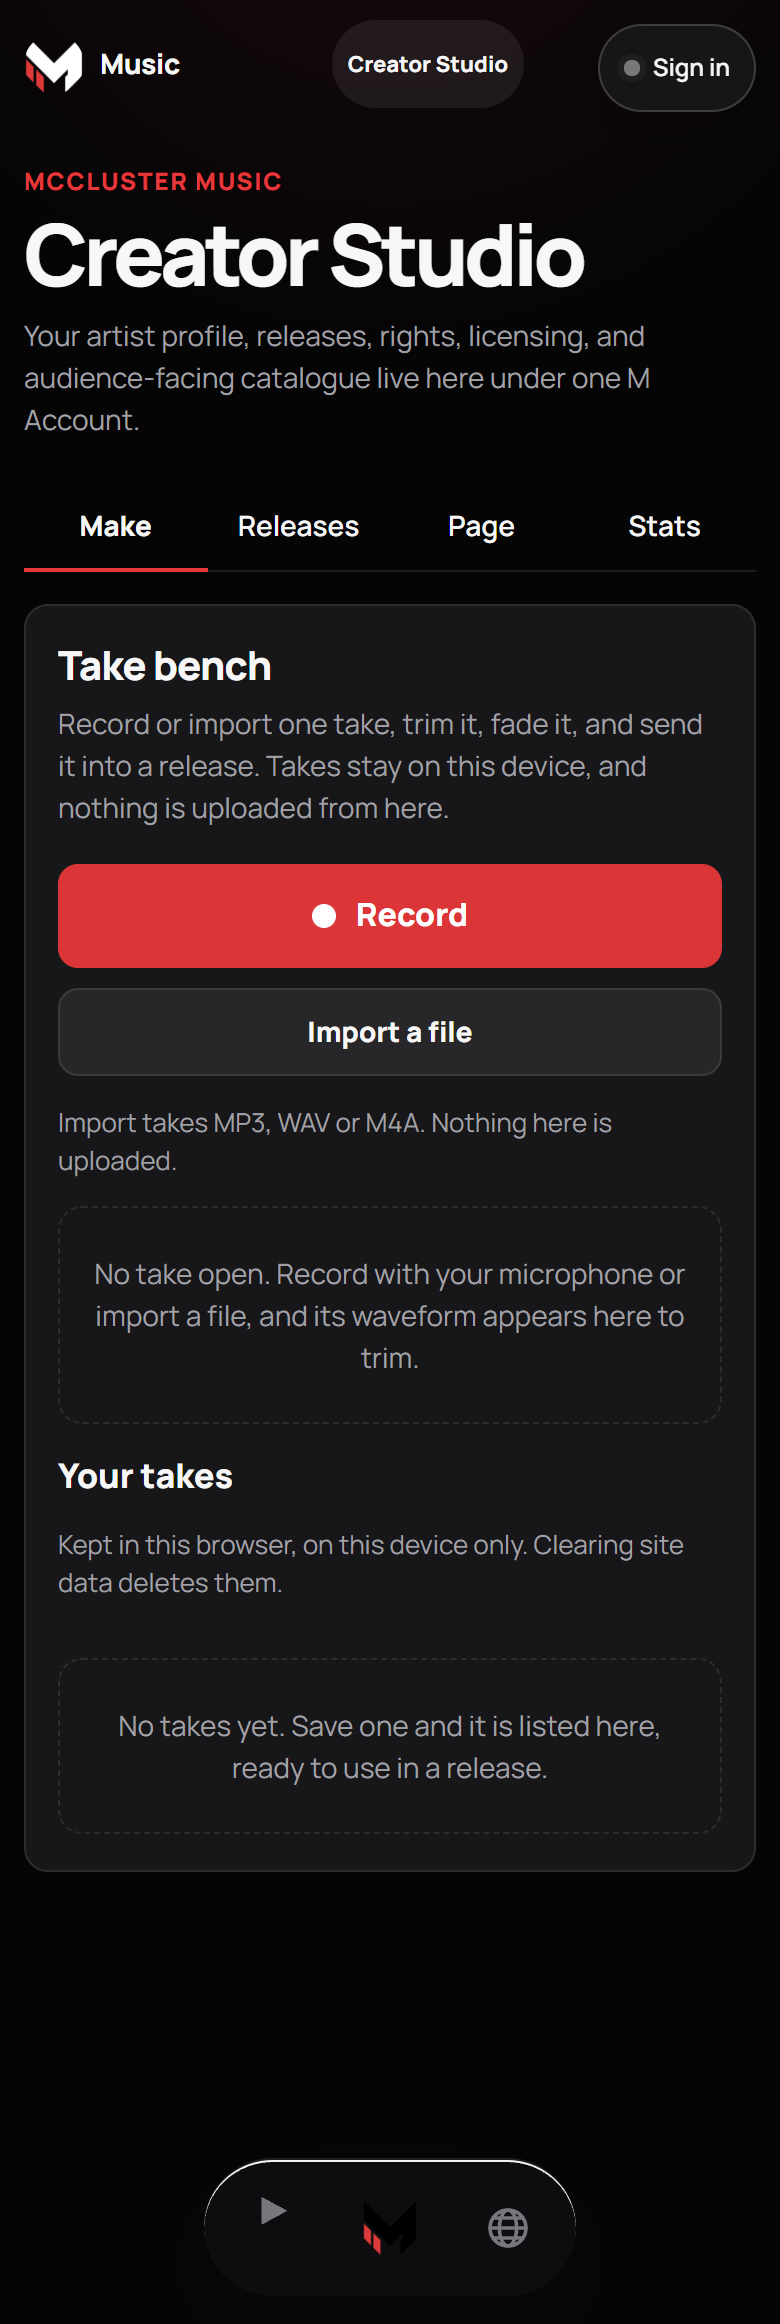 Music
Creator Studio
Sign in
MCCLUSTER MUSIC
Creator Studio
Your artist profile, releases, rights, licensing, and
audience-facing catalogue live here under one M
Account.
Make
Releases
Page
Stats
Take bench
Record or import one take, trim it, fade it, and send
it into a release. Takes stay on this device, and
nothing is uploaded from here.
Record
Import a file
Import takes MP3, WAV or M4A. Nothing here is
uploaded.
No take open. Record with your microphone or
import a file, and its waveform appears here to
trim.
Your takes
Kept in this browser, on this device only. Clearing site
data deletes them.
No takes yet. Save one and it is listed here,
ready to use in a release.